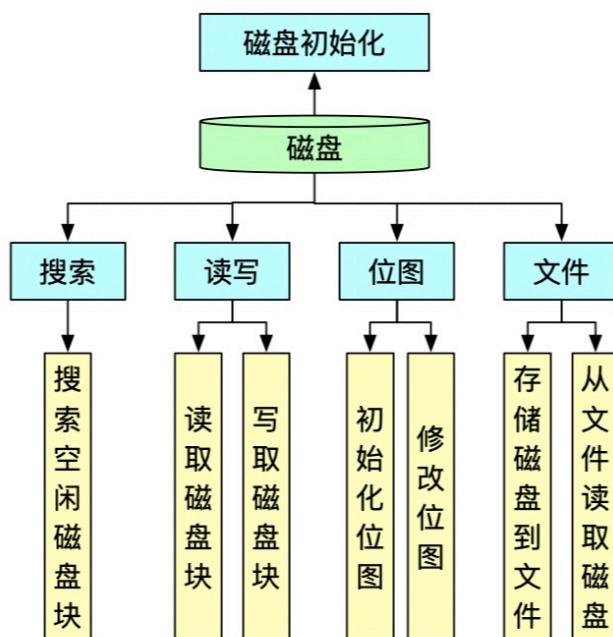 磁盘初始化
磁盘
搜索
读写
位图
文件
搜索空闲磁盘块
读取磁盘块
写取磁盘块
初始化位图
修改位图
存储磁盘到文件
从文件读取磁盘